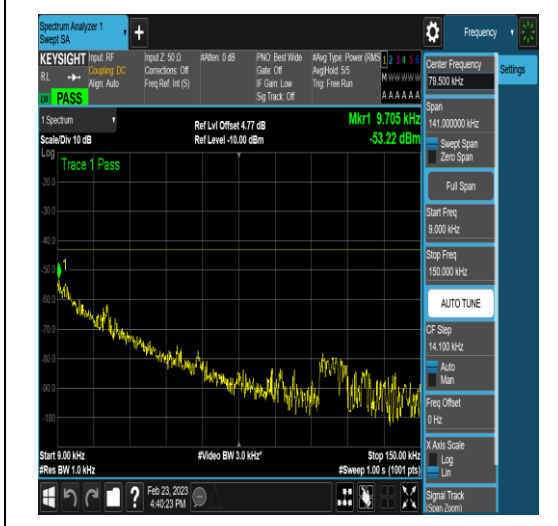 Spectrum Analyzer 1
Swept SA
Frequency
KEYSIGHT
Input: RF
Coupling: DC
Align: Auto
Input Z: 50 Ω
Corrections: Off
Freq Ref: Int (S)
#Atten: 0 dB
PNO: Best Wide
Gate: Off
IF Gain: Low
Sig Track: Off
#Avg Type: Power (RMS
Avg|Hold: 5/5
Trig: Free Run
1 2 3 4 5 6
M W W W W W
A A A A A A
RL
PASS
1 Spectrum
Scale/Div 10 dB
Ref Lvl Offset 4.77 dB
Ref Level -10.00 dBm
Mkr1 9.705 kHz
-53.22 dBm
Log
Trace 1 Pass
-20.0
-30.0
-40.0
-50.0
-60.0
-70.0
-80.0
-90.0
-100
1
Start 9.00 kHz
#Res BW 1.0 kHz
#Video BW 3.0 kHz*
Stop 150.00 kHz
#Sweep 1.00 s (1001 pts)
Feb 23, 2023
4:40:23 PM
Center Frequency
79.500 kHz
Settings
Span
141.000000 kHz
Swept Span
Zero Span
Full Span
Start Freq
9.000 kHz
Stop Freq
150.000 kHz
AUTO TUNE
CF Step
14.100 kHz
Auto
Man
Freq Offset
0 Hz
X Axis Scale
Log
Lin
Signal Track
(Span Zoom)